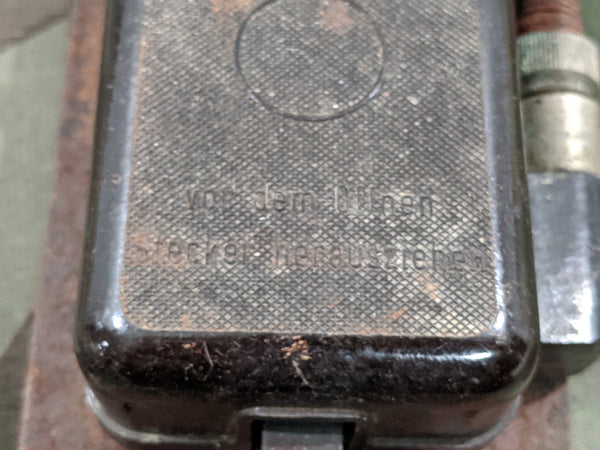 vor dem Öffnen
Stecker herausziehen